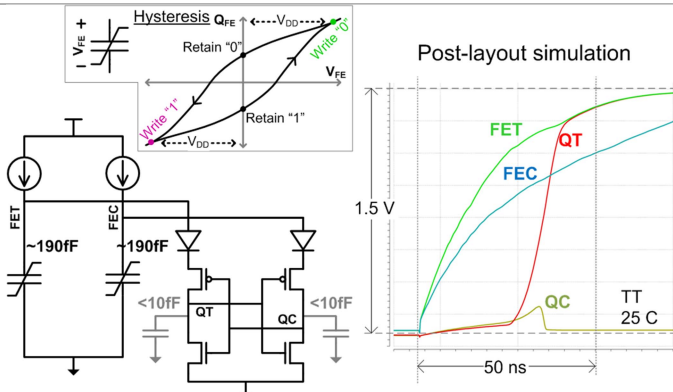 Hysteresis QFE
VDD
– VFE +
Write "0"
Retain "0"
VFE
Write "1"
Retain "1"
VDD
FET
FEC
~190fF
~190fF
<10fF
QT
QC
<10fF
Post-layout simulation
FET
QT
FEC
1.5 V
QC
TT
25 C
50 ns